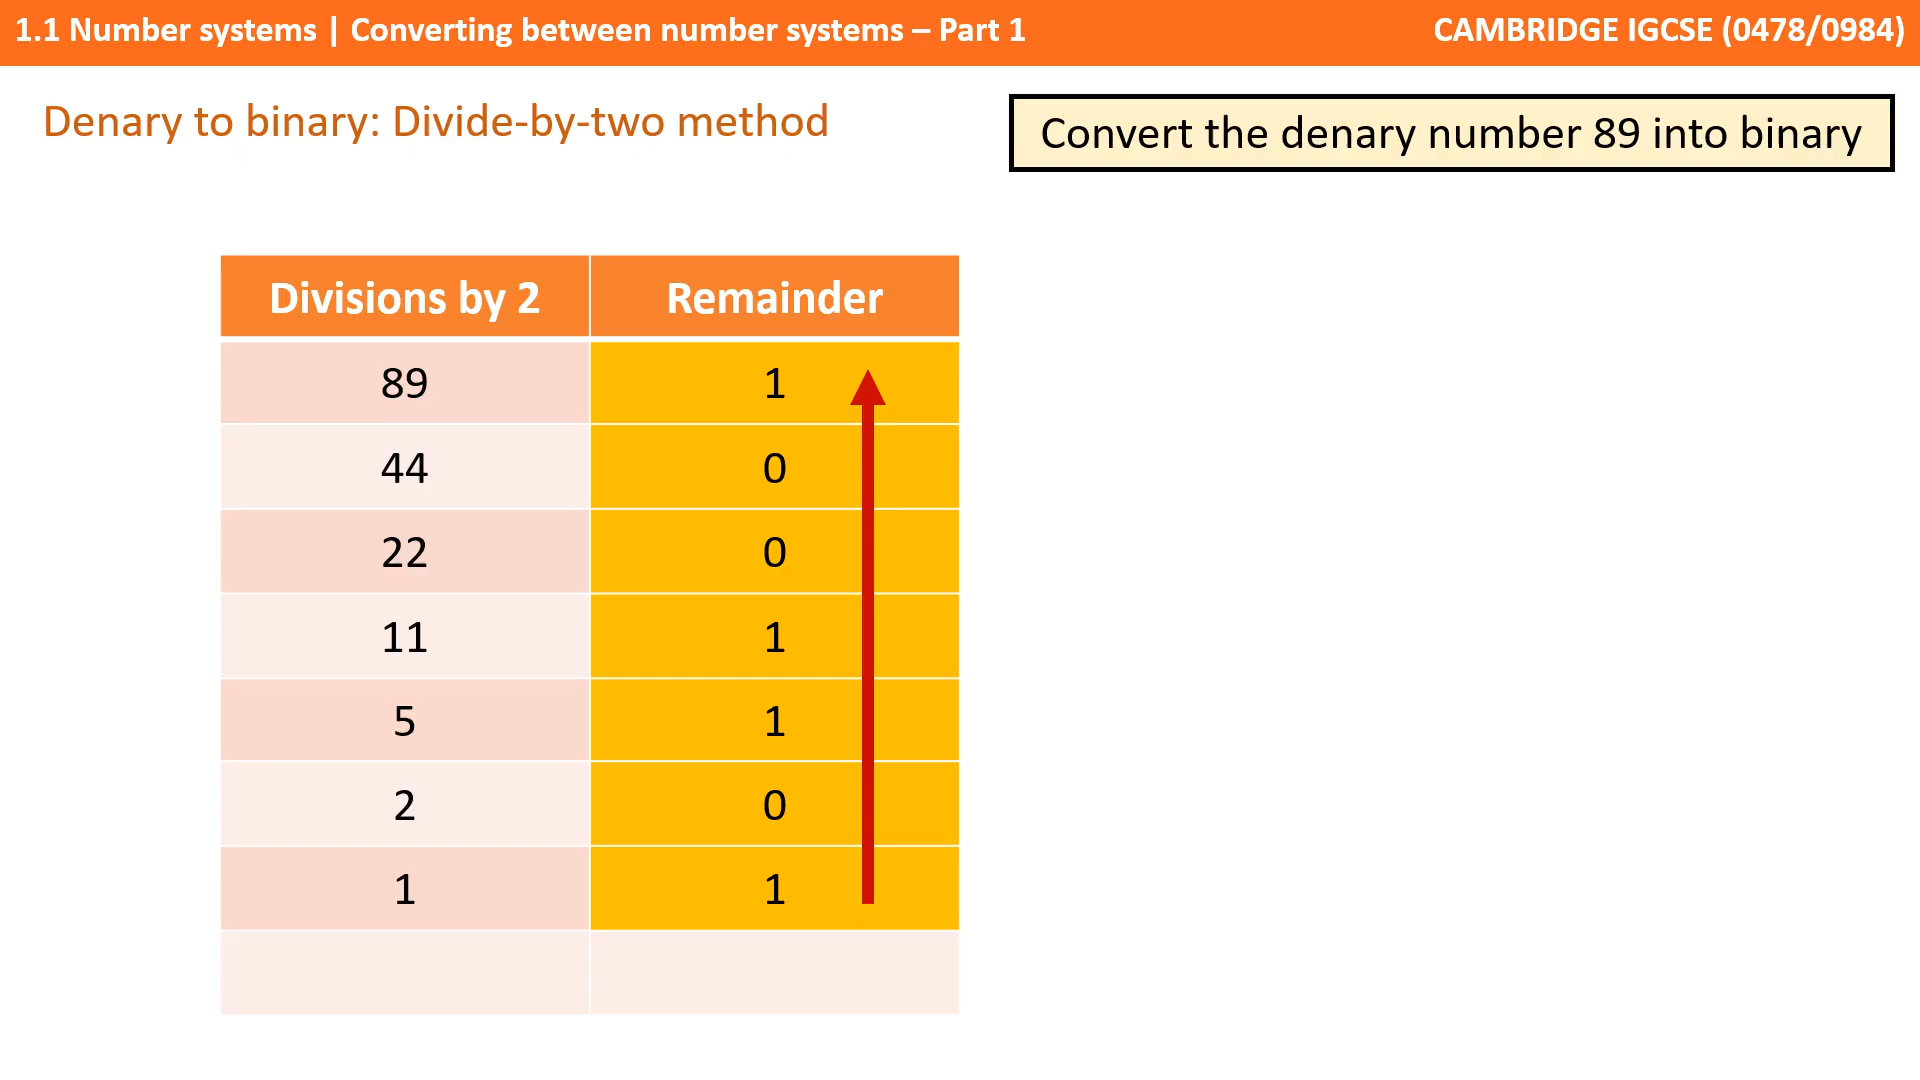 1.1 Number systems | Converting between number systems – Part 1
CAMBRIDGE IGCSE (0478/0984)
Denary to binary: Divide-by-two method
Convert the denary number 89 into binary
Divisions by 2 Remainder
89 1
44 0
22 0
11 1
5 1
2 0
1 1